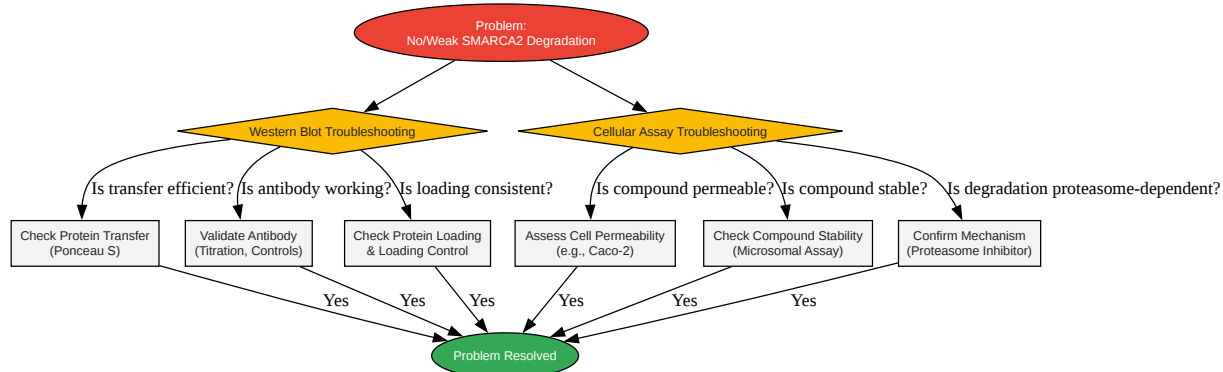 Problem:
No/Weak SMARCA2 Degradation
Western Blot Troubleshooting
Cellular Assay Troubleshooting
Is transfer efficient?
Is antibody working?
Is loading consistent?
Is compound permeable?
Is compound stable?
Is degradation proteasome-dependent?
Check Protein Transfer
(Ponceau S)
Validate Antibody
(Titration, Controls)
Check Protein Loading
& Loading Control
Assess Cell Permeability
(e.g., Caco-2)
Check Compound Stability
(Microsomal Assay)
Confirm Mechanism
(Proteasome Inhibitor)
Yes
Yes
Yes
Yes
Yes
Yes
Problem Resolved